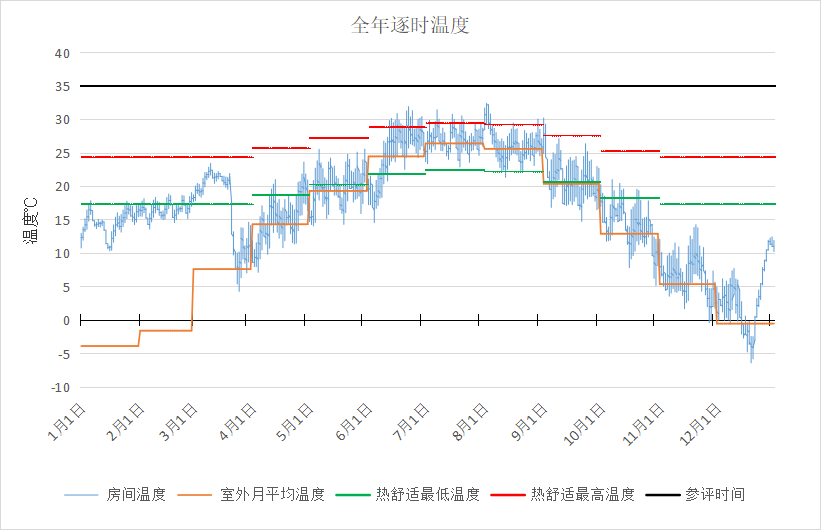 全年逐时温度
温度℃
40
35
30
25
20
15
10
5
0
-5
-10
1月1日
2月1日
3月1日
4月1日
5月1日
6月1日
7月1日
8月1日
9月1日
10月1日
11月1日
12月1日
房间温度 室外月平均温度 热舒适最低温度 热舒适最高温度 参评时间